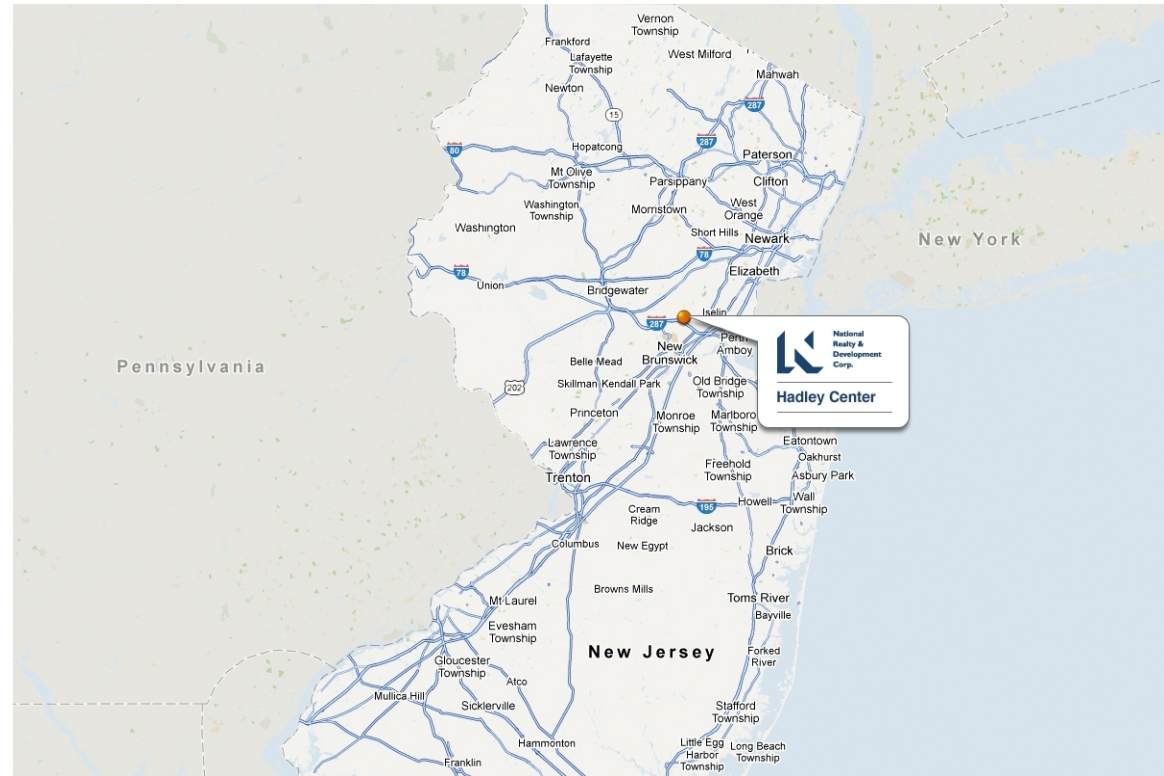 Vernon
Township
Frankford
Lafayette
Township
West Milford
Mahwah
Newton
287
15
287
80
Hopatcong
Paterson
Mt Olive
Township
Parsippany
Clifton
Washington
Township
Morristown
West
Orange
Washington
Short Hills
Newark
New York
78
78
Elizabeth
Union
Bridgewater
Iselin
287
National
Realty &
Development
Corp.
Hadley Center
New
Brunswick
Amboy
Pennsylvania
Belle Mead
202
Skillman
Kendall Park
Old Bridge
Township
Princeton
Monroe
Township
Marlboro
Township
Eatontown
Lawrence
Township
Oakhurst
Freehold
Township
Asbury Park
Trenton
195
Howell
Wall
Township
Cream
Ridge
Jackson
Columbus
New Egypt
Brick
Browns Mills
Mt Laurel
Toms River
Bayville
Evesham
Township
New Jersey
Forked
River
Gloucester
Township
Atco
Mullica Hill
Sicklerville
Stafford
Township
Hammonton
Little Egg
Harbor
Township
Long Beach
Township
Franklin